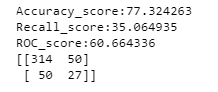 Accuracy_score:77.324263
Recall_score:35.064935
ROC_score:60.664336
[[314  50]
 [ 50  27]]